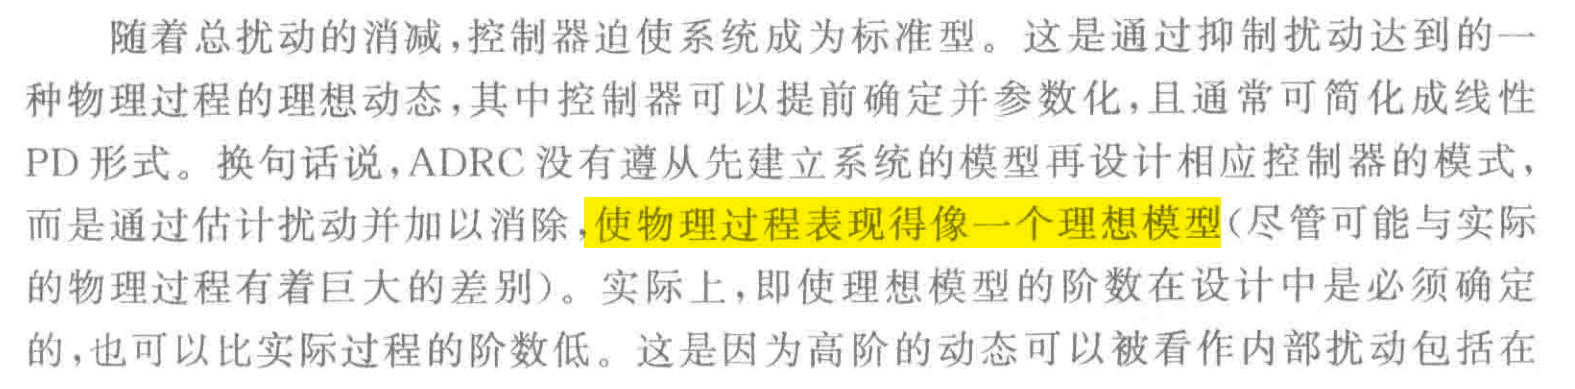 随着总扰动的消减,控制器迫使系统成为标准型。这是通过抑制扰动达到的一
种物理过程的理想动态,其中控制器可以提前确定并参数化,且通常可简化成线性
PD 形式。换句话说,ADRC 没有遵从先建立系统的模型再设计相应控制器的模式,
而是通过估计扰动并加以消除,使物理过程表现得像一个理想模型(尽管可能与实际
的物理过程有着巨大的差别)。实际上,即使理想模型的阶数在设计中是必须确定
的,也可以比实际过程的阶数低。这是因为高阶的动态可以被看作内部扰动包括在